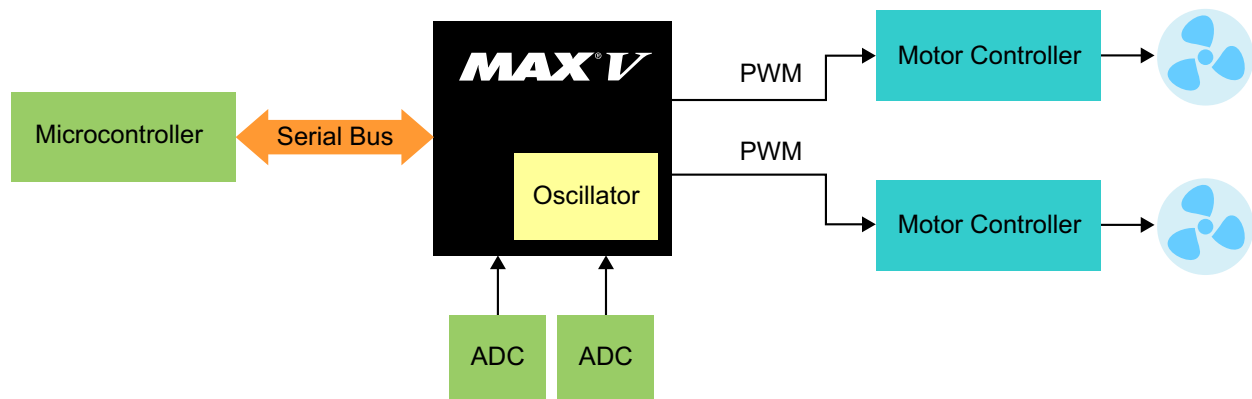 MAX® V
Motor Controller
PWM
Microcontroller
Serial Bus
PWM
Oscillator
Motor Controller
ADC
ADC